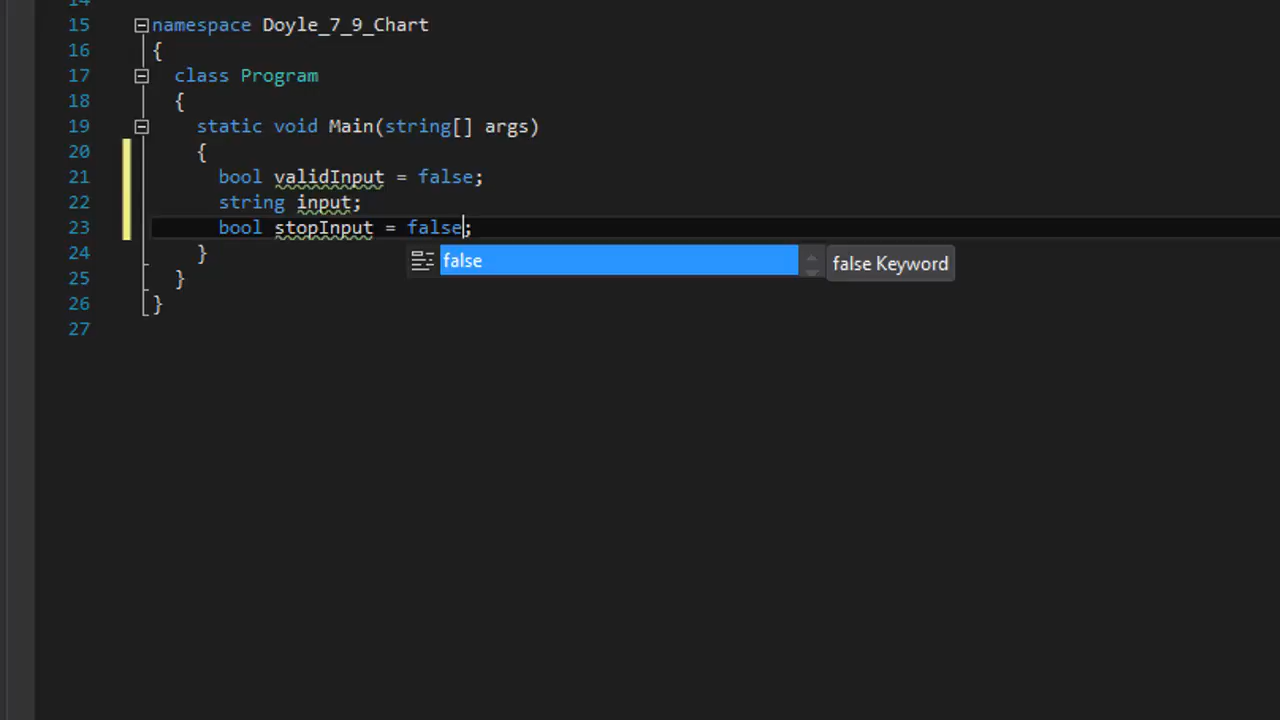 15 namespace Doyle_7_9_Chart
16 {
17 class Program
18 {
19 static void Main(string[] args)
20 {
21 bool validInput = false;
22 string input;
23 bool stopInput = false;
24 }
false false Keyword
25 }
26 }
27